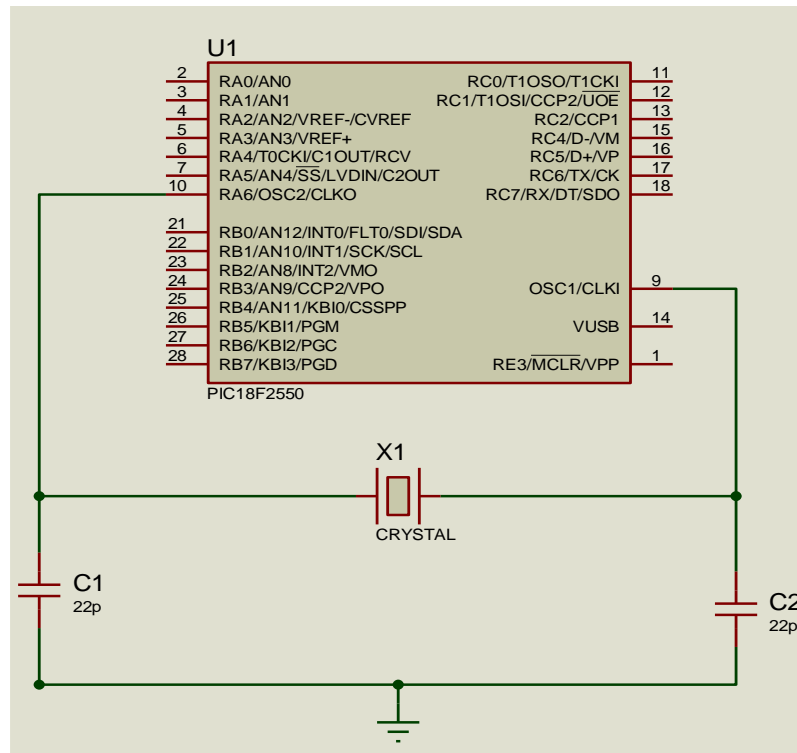 U1
2 RA0/AN0 RC0/T1OSO/T1CKI 11
3 RA1/AN1 RC1/T1OSI/CCP2/UOE 12
4 RA2/AN2/VREF-/CVREF RC2/CCP1 13
5 RA3/AN3/VREF+ RC4/D-/VM 15
6 RA4/T0CKI/C1OUT/RCV RC5/D+/VP 16
7 RA5/AN4/SS/LVDIN/C2OUT RC6/TX/CK 17
10 RA6/OSC2/CLKO RC7/RX/DT/SDO 18
21 RB0/AN12/INT0/FLT0/SDI/SDA
22 RB1/AN10/INT1/SCK/SCL
23 RB2/AN8/INT2/VMO
24 RB3/AN9/CCP2/VPO OSC1/CLKI 9
25 RB4/AN11/KBI0/CSSPP
26 RB5/KBI1/PGM VUSB 14
27 RB6/KBI2/PGC
28 RB7/KBI3/PGD RE3/MCLR/VPP 1
PIC18F2550
X1
CRYSTAL
C1
22p
C2
22p